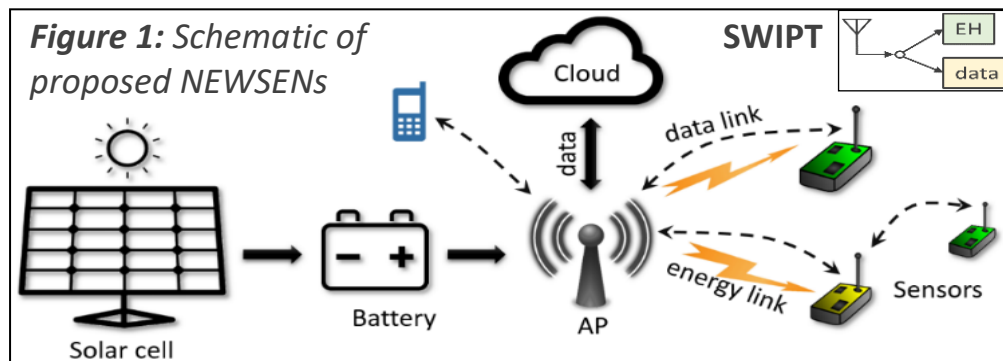 Figure 1: Schematic of
proposed NEWSENs
SWIPT
EH
data
Cloud
data
data link
energy link
Solar cell
Battery
AP
Sensors